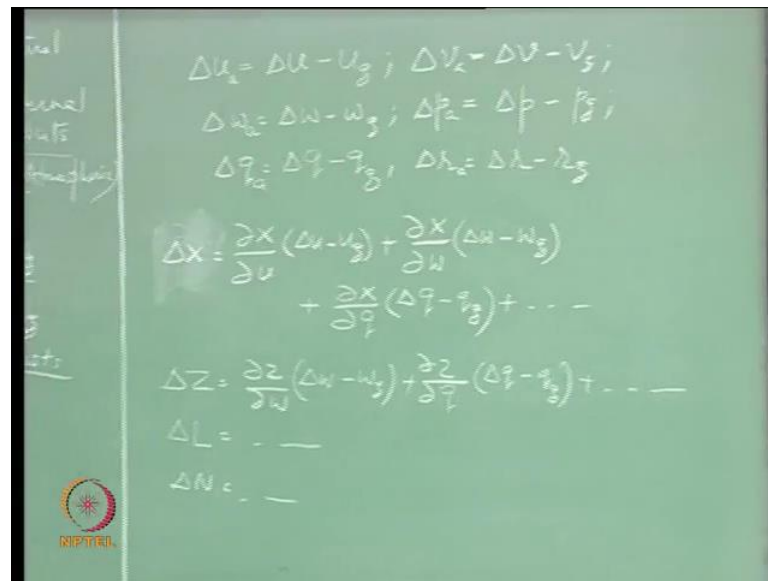 Δu_a = Δu - u_g ; Δv_a = Δv - v_g ;
Δw_a = Δw - w_g ; Δp_a = Δp - p_g ;
Δq_a = Δq - q_g , Δr_a = Δr - r_g
ΔX = ∂X/∂u (Δu - u_g) + ∂X/∂w (Δw - w_g)
+ ∂X/∂q (Δq - q_g) + - - -
ΔZ = ∂Z/∂w (Δw - w_g) + ∂Z/∂q (Δq - q_g) + - - - -
ΔL = - —
ΔN = - —
NPTEL